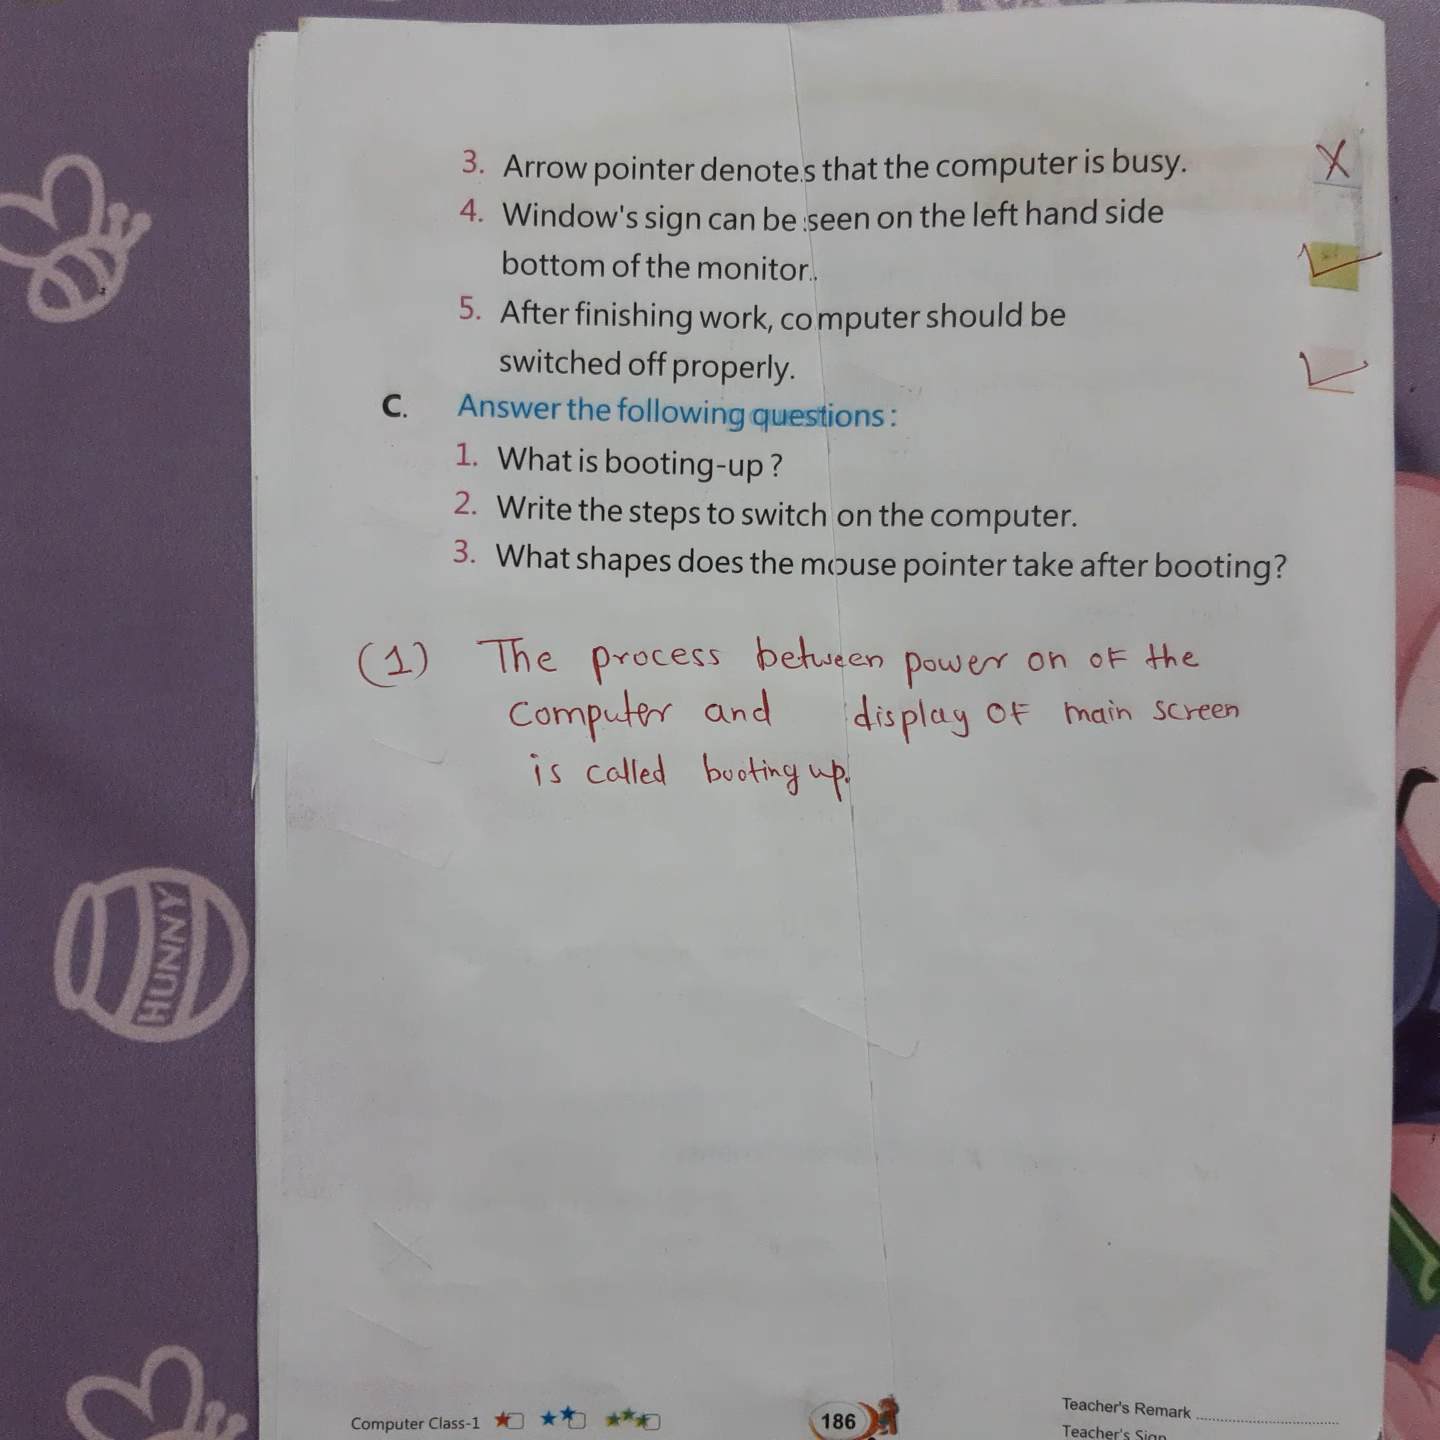 3. Arrow pointer denotes that the computer is busy. X
4. Window's sign can be seen on the left hand side
bottom of the monitor. ✓
5. After finishing work, computer should be
switched off properly. ✓
C. Answer the following questions :
1. What is booting-up ?
2. Write the steps to switch on the computer.
3. What shapes does the mouse pointer take after booting?
(1) The process between power on of the
computer and display of main screen
is called booting up.
HUNNY
Computer Class-1
186
Teacher's Remark ........................
Teacher's Sign